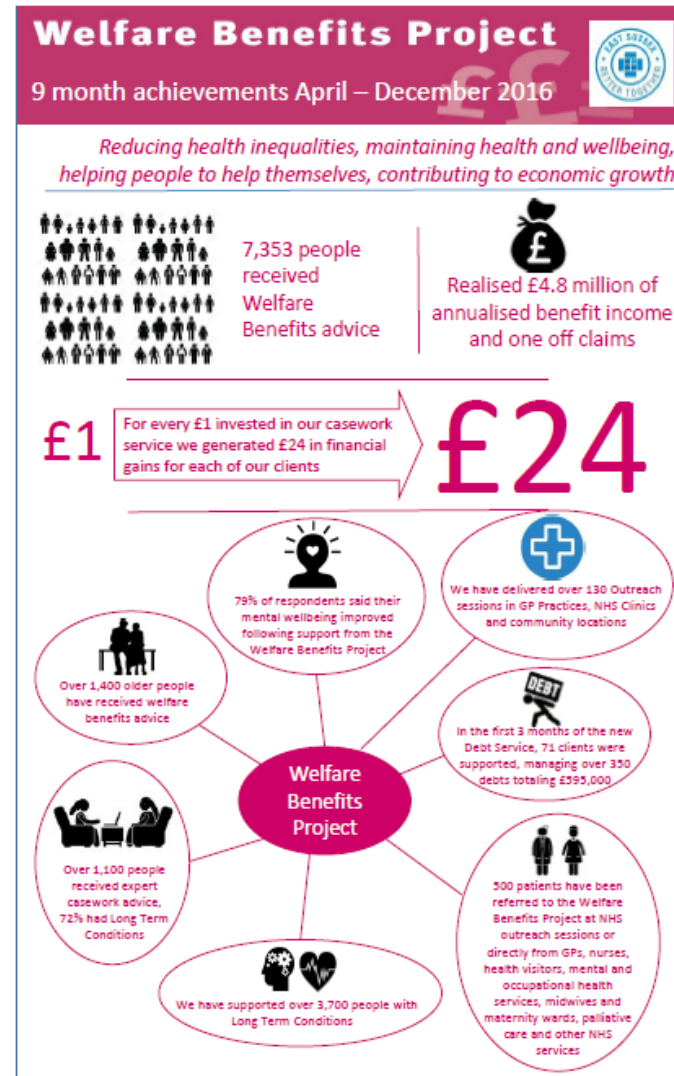 Welfare Benefits Project
EAST SUSSEX
BETTER TOGETHER
9 month achievements April – December 2016
Reducing health inequalities, maintaining health and wellbeing,
helping people to help themselves, contributing to economic growth
7,353 people
received
Welfare
Benefits advice
£
Realised £4.8 million of
annualised benefit income
and one off claims
£1
For every £1 invested in our casework
service we generated £24 in financial
gains for each of our clients
£24
79% of respondents said their
mental wellbeing improved
following support from the
Welfare Benefits Project
We have delivered over 130 Outreach
sessions in GP Practices, NHS Clinics
and community locations
Over 1,400 older people
have received welfare
benefits advice
DEBT
In the first 3 months of the new
Debt Service, 71 clients were
supported, managing over 350
debts totaling £595,000
Welfare
Benefits
Project
Over 1,100 people
received expert
casework advice,
72% had Long Term
Conditions
500 patients have been
referred to the Welfare
Benefits Project at NHS
outreach sessions or
directly from GPs, nurses,
health visitors, mental and
occupational health
services, midwives and
maternity wards, palliative
care and other NHS
services
We have supported over 3,700 people with
Long Term Conditions